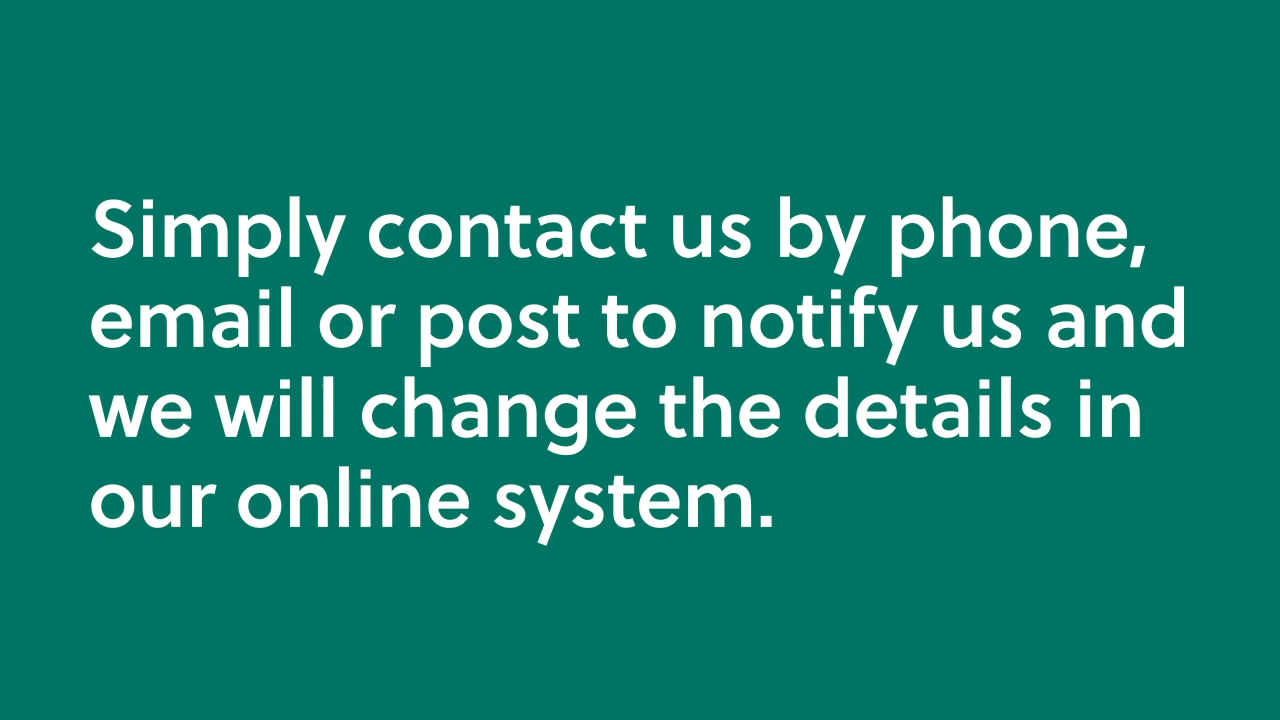 Simply contact us by phone,
email or post to notify us and
we will change the details in
our online system.